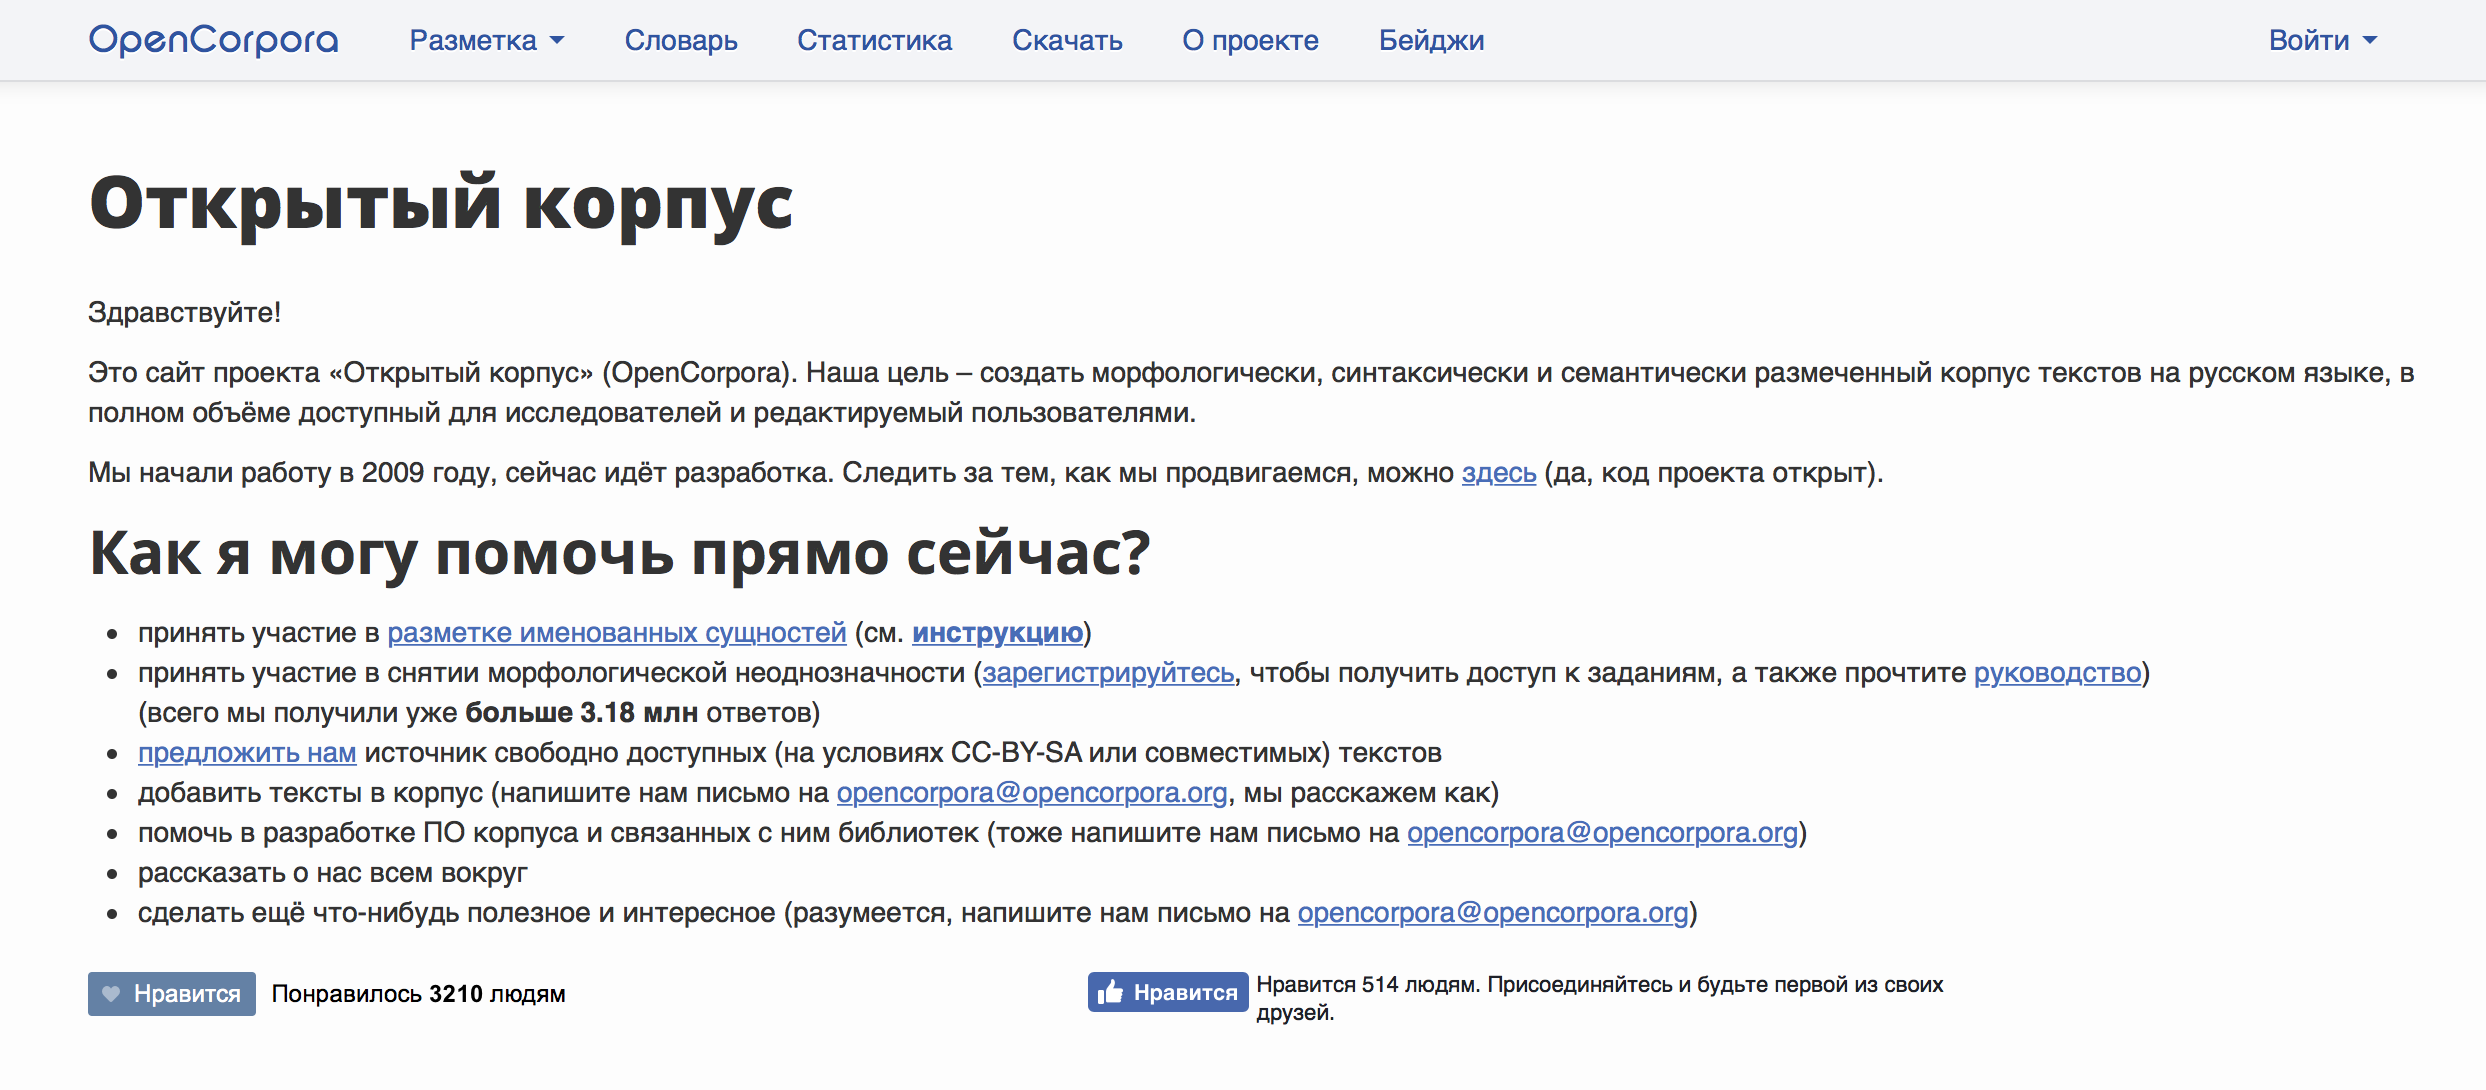 OpenCorpora Разметка Словарь Статистика Скачать О проекте Бейджи Войти
Открытый корпус
Здравствуйте!
Это сайт проекта «Открытый корпус» (OpenCorpora). Наша цель – создать морфологически, синтаксически и семантически размеченный корпус текстов на русском языке, в
полном объёме доступный для исследователей и редактируемый пользователями.
Мы начали работу в 2009 году, сейчас идёт разработка. Следить за тем, как мы продвигаемся, можно здесь (да, код проекта открыт).
Как я могу помочь прямо сейчас?
• принять участие в разметке именованных сущностей (см. инструкцию)
• принять участие в снятии морфологической неоднозначности (зарегистрируйтесь, чтобы получить доступ к заданиям, а также прочтите руководство)
(всего мы получили уже больше 3.18 млн ответов)
• предложить нам источник свободно доступных (на условиях CC-BY-SA или совместимых) текстов
• добавить тексты в корпус (напишите нам письмо на opencorpora@opencorpora.org, мы расскажем как)
• помочь в разработке ПО корпуса и связанных с ним библиотек (тоже напишите нам письмо на opencorpora@opencorpora.org)
• рассказать о нас всем вокруг
• сделать ещё что-нибудь полезное и интересное (разумеется, напишите нам письмо на opencorpora@opencorpora.org)
Нравится Понравилось 3210 людям
Нравится Нравится 514 людям. Присоединяйтесь и будьте первой из своих
друзей.